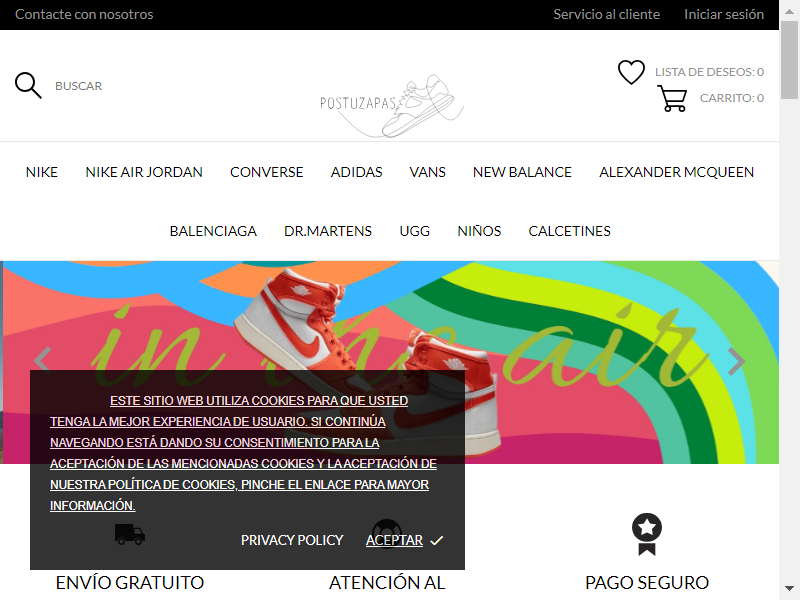 Contacte con nosotros
Servicio al cliente
Iniciar sesión
BUSCAR
POSTUZAPAS
LISTA DE DESEOS: 0
CARRITO: 0
NIKE
NIKE AIR JORDAN
CONVERSE
ADIDAS
VANS
NEW BALANCE
ALEXANDER MCQUEEN
BALENCIAGA
DR.MARTENS
UGG
NIÑOS
CALCETINES
in the air
ESTE SITIO WEB UTILIZA COOKIES PARA QUE USTED
TENGA LA MEJOR EXPERIENCIA DE USUARIO. SI CONTINÚA
NAVEGANDO ESTÁ DANDO SU CONSENTIMIENTO PARA LA
ACEPTACIÓN DE LAS MENCIONADAS COOKIES Y LA ACEPTACIÓN DE
NUESTRA POLÍTICA DE COOKIES, PINCHE EL ENLACE PARA MAYOR
INFORMACIÓN.
PRIVACY POLICY
ACEPTAR
ENVÍO GRATUITO
ATENCIÓN AL
PAGO SEGURO